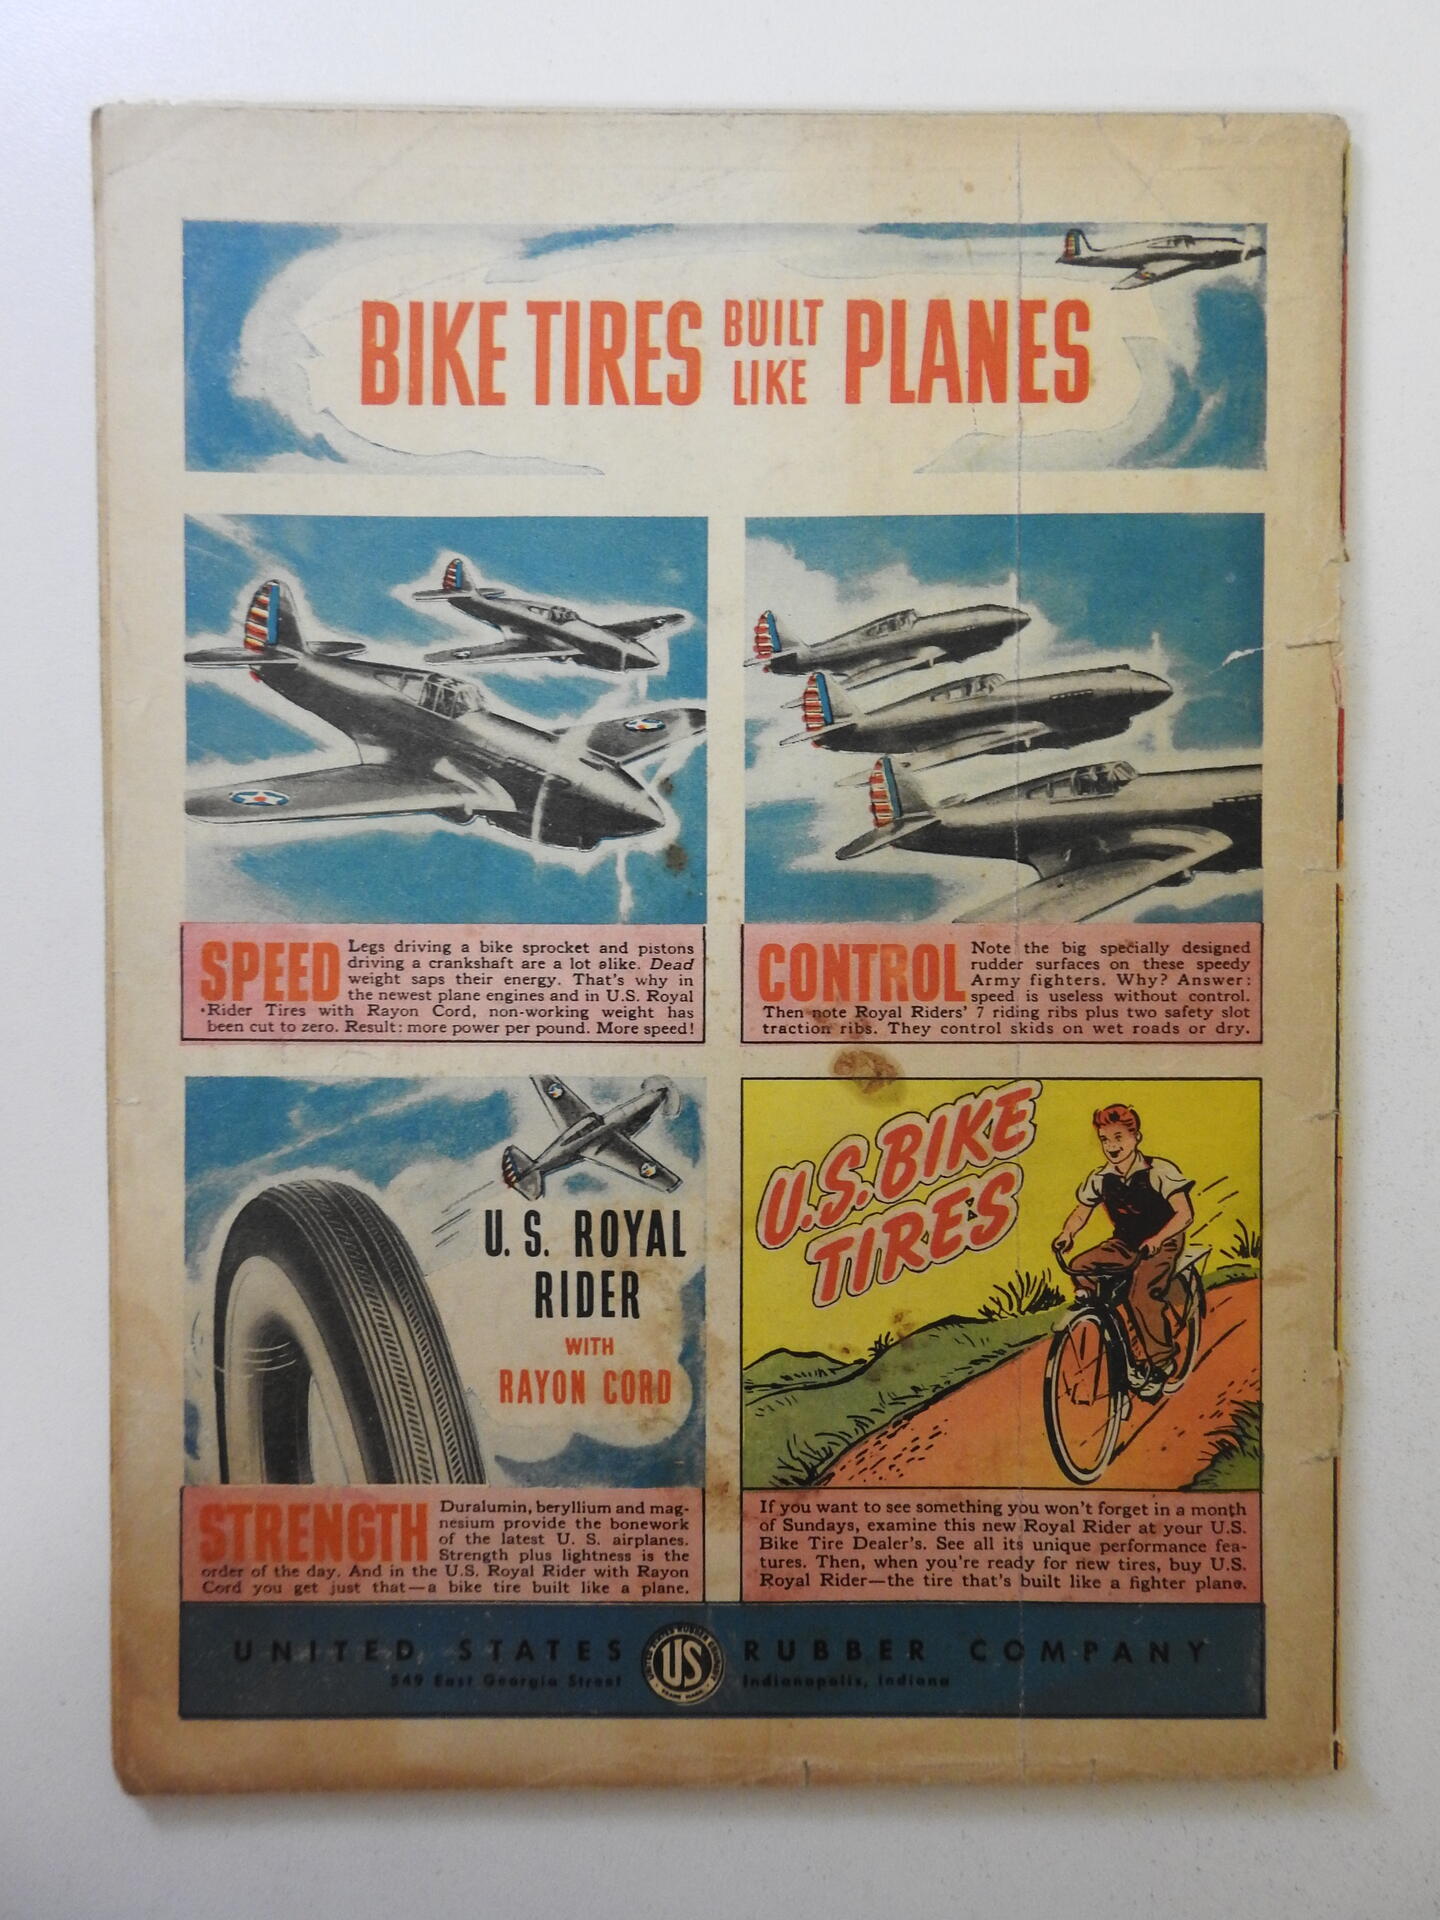 BIKE TIRES BUILT LIKE PLANES
SPEED Legs driving a bike sprocket and pistons
driving a crankshaft are a lot alike. Dead
weight saps their energy. That's why in
the newest plane engines and in U.S. Royal
Rider Tires with Rayon Cord, non-working weight has
been cut to zero. Result: more power per pound. More speed!
CONTROL Note the big specially designed
rudder surfaces on these speedy
Army fighters. Why? Answer:
speed is useless without control.
Then note Royal Riders' 7 riding ribs plus two safety slot
traction ribs. They control skids on wet roads or dry.
U. S. ROYAL
RIDER
WITH
RAYON CORD
STRENGTH Duralumin, beryllium and mag-
nesium provide the bonework
of the latest U. S. airplanes.
Strength plus lightness is the
order of the day. And in the U.S. Royal Rider with Rayon
Cord you get just that—a bike tire built like a plane.
U.S. BIKE
TIRES
If you want to see something you won't forget in a month
of Sundays, examine this new Royal Rider at your U.S.
Bike Tire Dealer's. See all its unique performance fea-
tures. Then, when you're ready for new tires, buy U.S.
Royal Rider—the tire that's built like a fighter plane.
UNITED STATES RUBBER COMPANY
549 East Georgia Street Indianapolis, Indiana
UNITED STATES RUBBER COMPANY
US
TRADE MARK